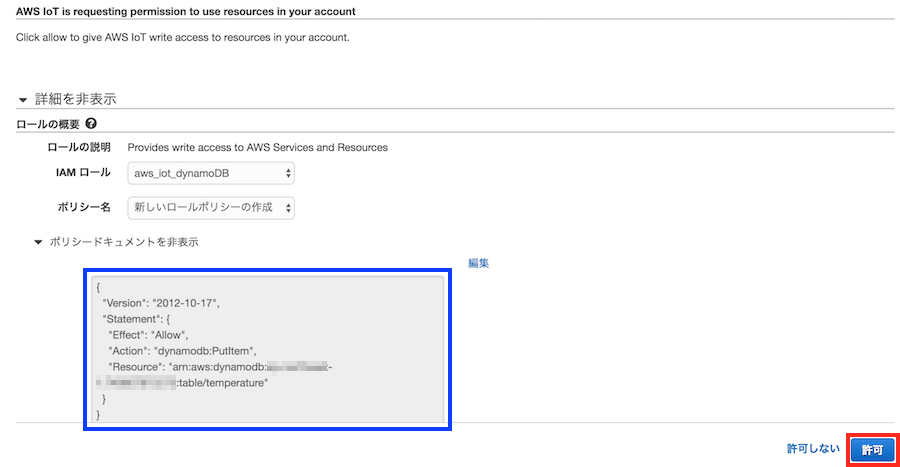 AWS IoT is requesting permission to use resources in your account
Click allow to give AWS IoT write access to resources in your account.
詳細を非表示
ロールの概要
ロールの説明 Provides write access to AWS Services and Resources
IAM ロール aws_iot_dynamoDB
ポリシー名 新しいロールポリシーの作成
ポリシードキュメントを非表示
編集
{
"Version": "2012-10-17",
"Statement": {
"Effect": "Allow",
"Action": "dynamodb:PutItem",
"Resource": "arn:aws:dynamodb:
:table/temperature"
}
}
許可しない 許可